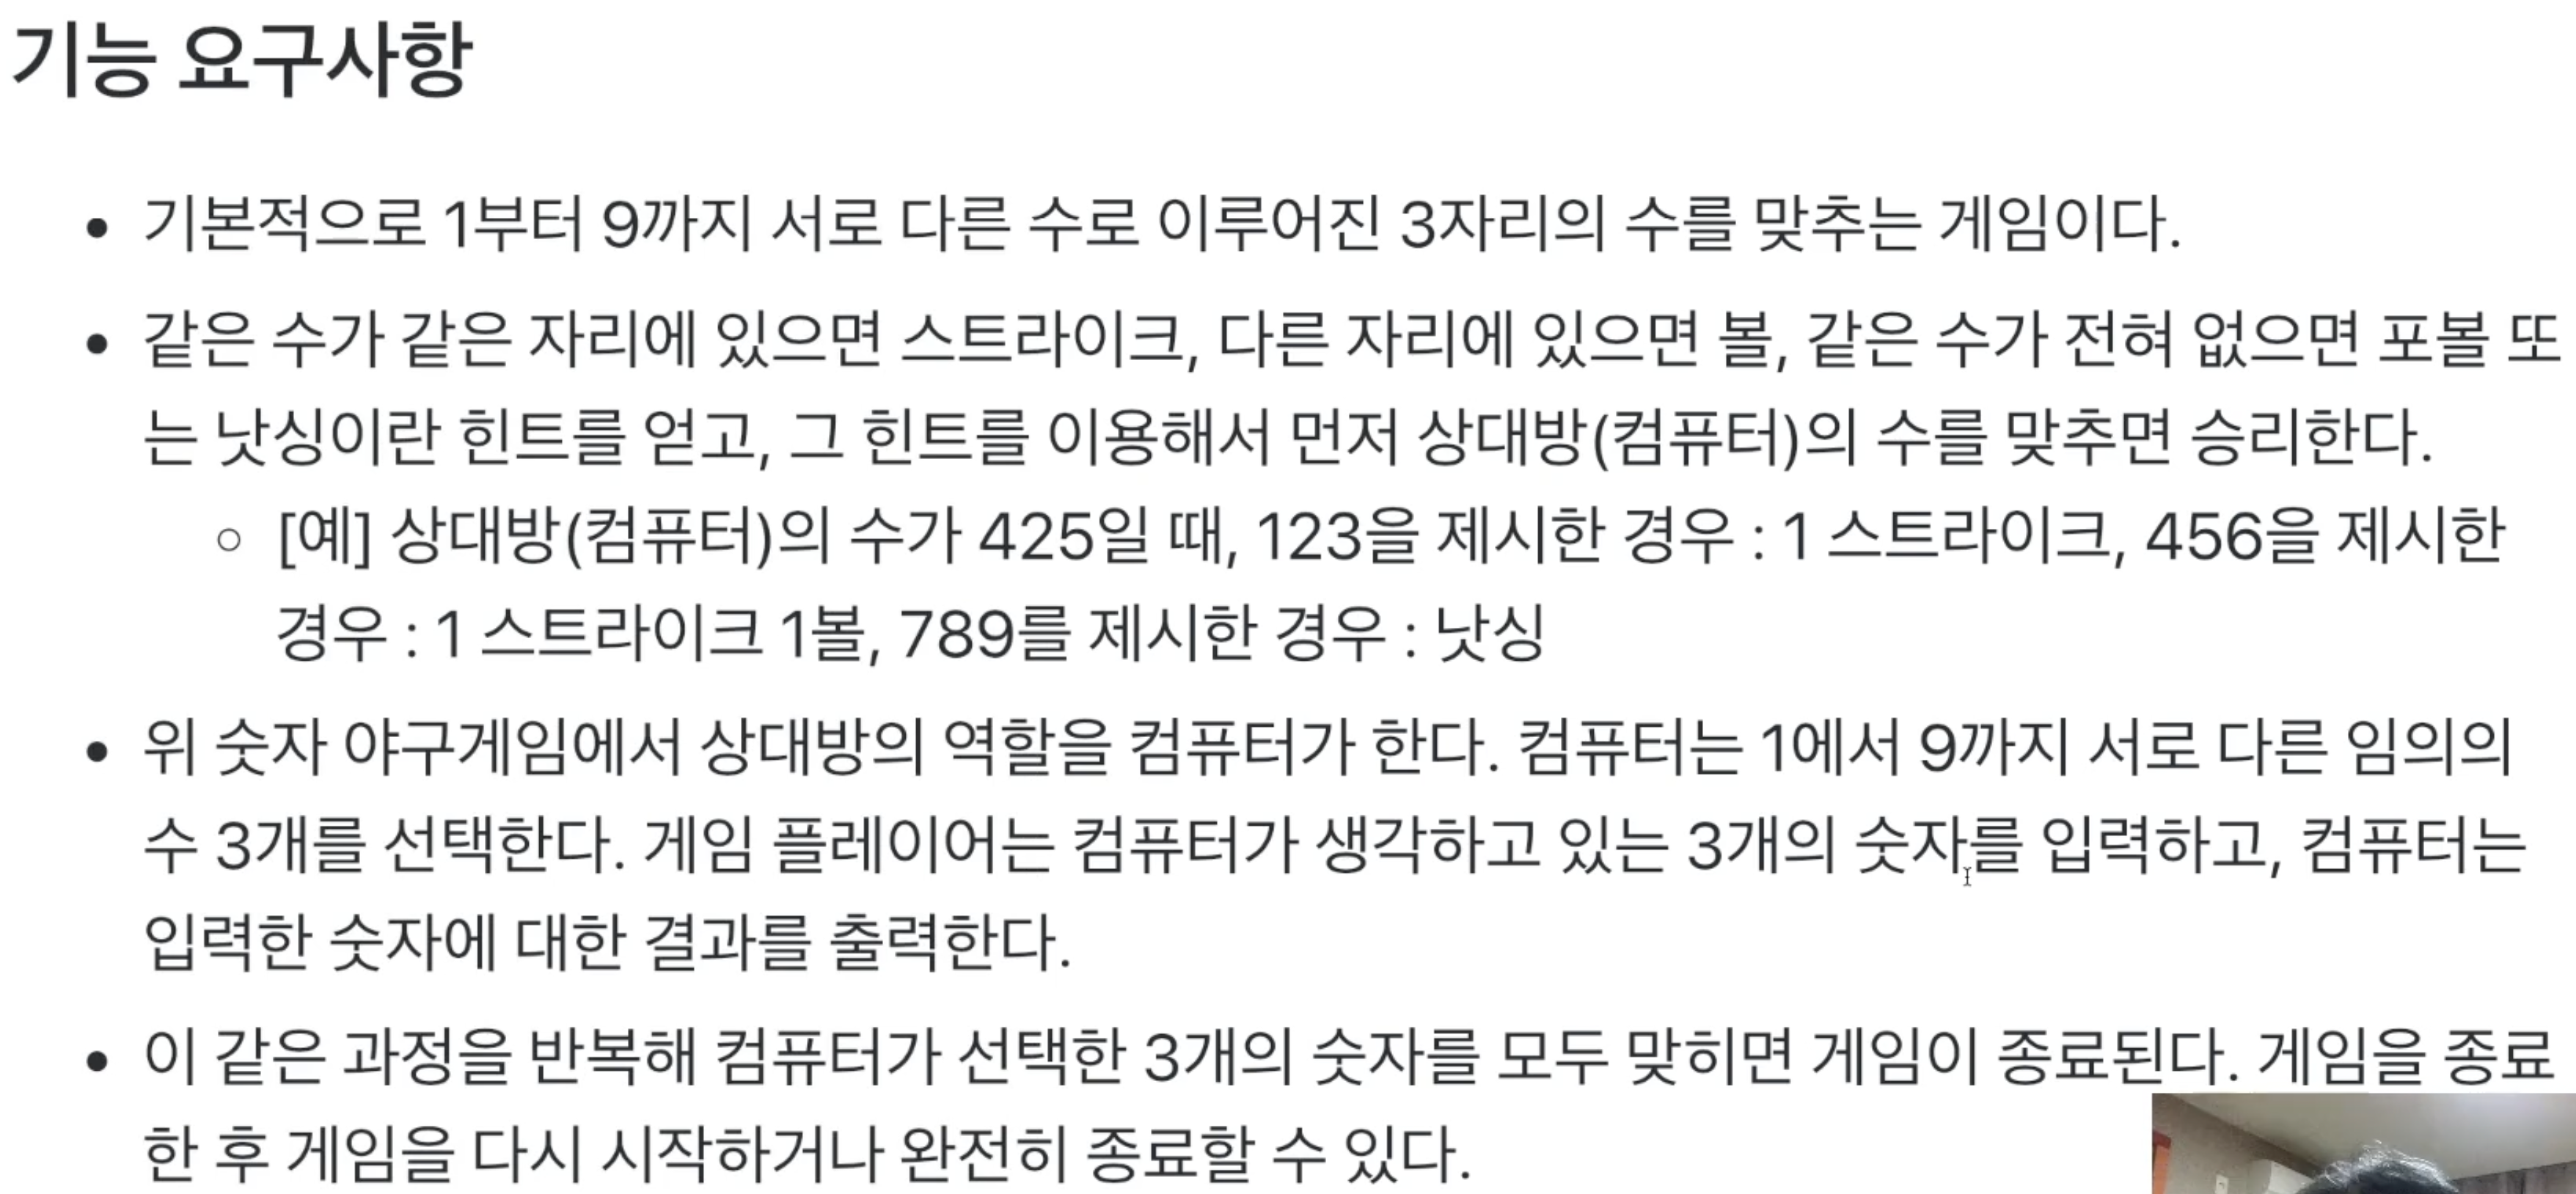 기능 요구사항
• 기본적으로 1부터 9까지 서로 다른 수로 이루어진 3자리의 수를 맞추는 게임이다.
• 같은 수가 같은 자리에 있으면 스트라이크, 다른 자리에 있으면 볼, 같은 수가 전혀 없으면 포볼 또
는 낫싱이란 힌트를 얻고, 그 힌트를 이용해서 먼저 상대방(컴퓨터)의 수를 맞추면 승리한다.
○ [예] 상대방(컴퓨터)의 수가 425일 때, 123을 제시한 경우 : 1 스트라이크, 456을 제시한
경우 : 1 스트라이크 1볼, 789를 제시한 경우 : 낫싱
• 위 숫자 야구게임에서 상대방의 역할을 컴퓨터가 한다. 컴퓨터는 1에서 9까지 서로 다른 임의의
수 3개를 선택한다. 게임 플레이어는 컴퓨터가 생각하고 있는 3개의 숫자를 입력하고, 컴퓨터는
입력한 숫자에 대한 결과를 출력한다.
• 이 같은 과정을 반복해 컴퓨터가 선택한 3개의 숫자를 모두 맞히면 게임이 종료된다. 게임을 종료
한 후 게임을 다시 시작하거나 완전히 종료할 수 있다.